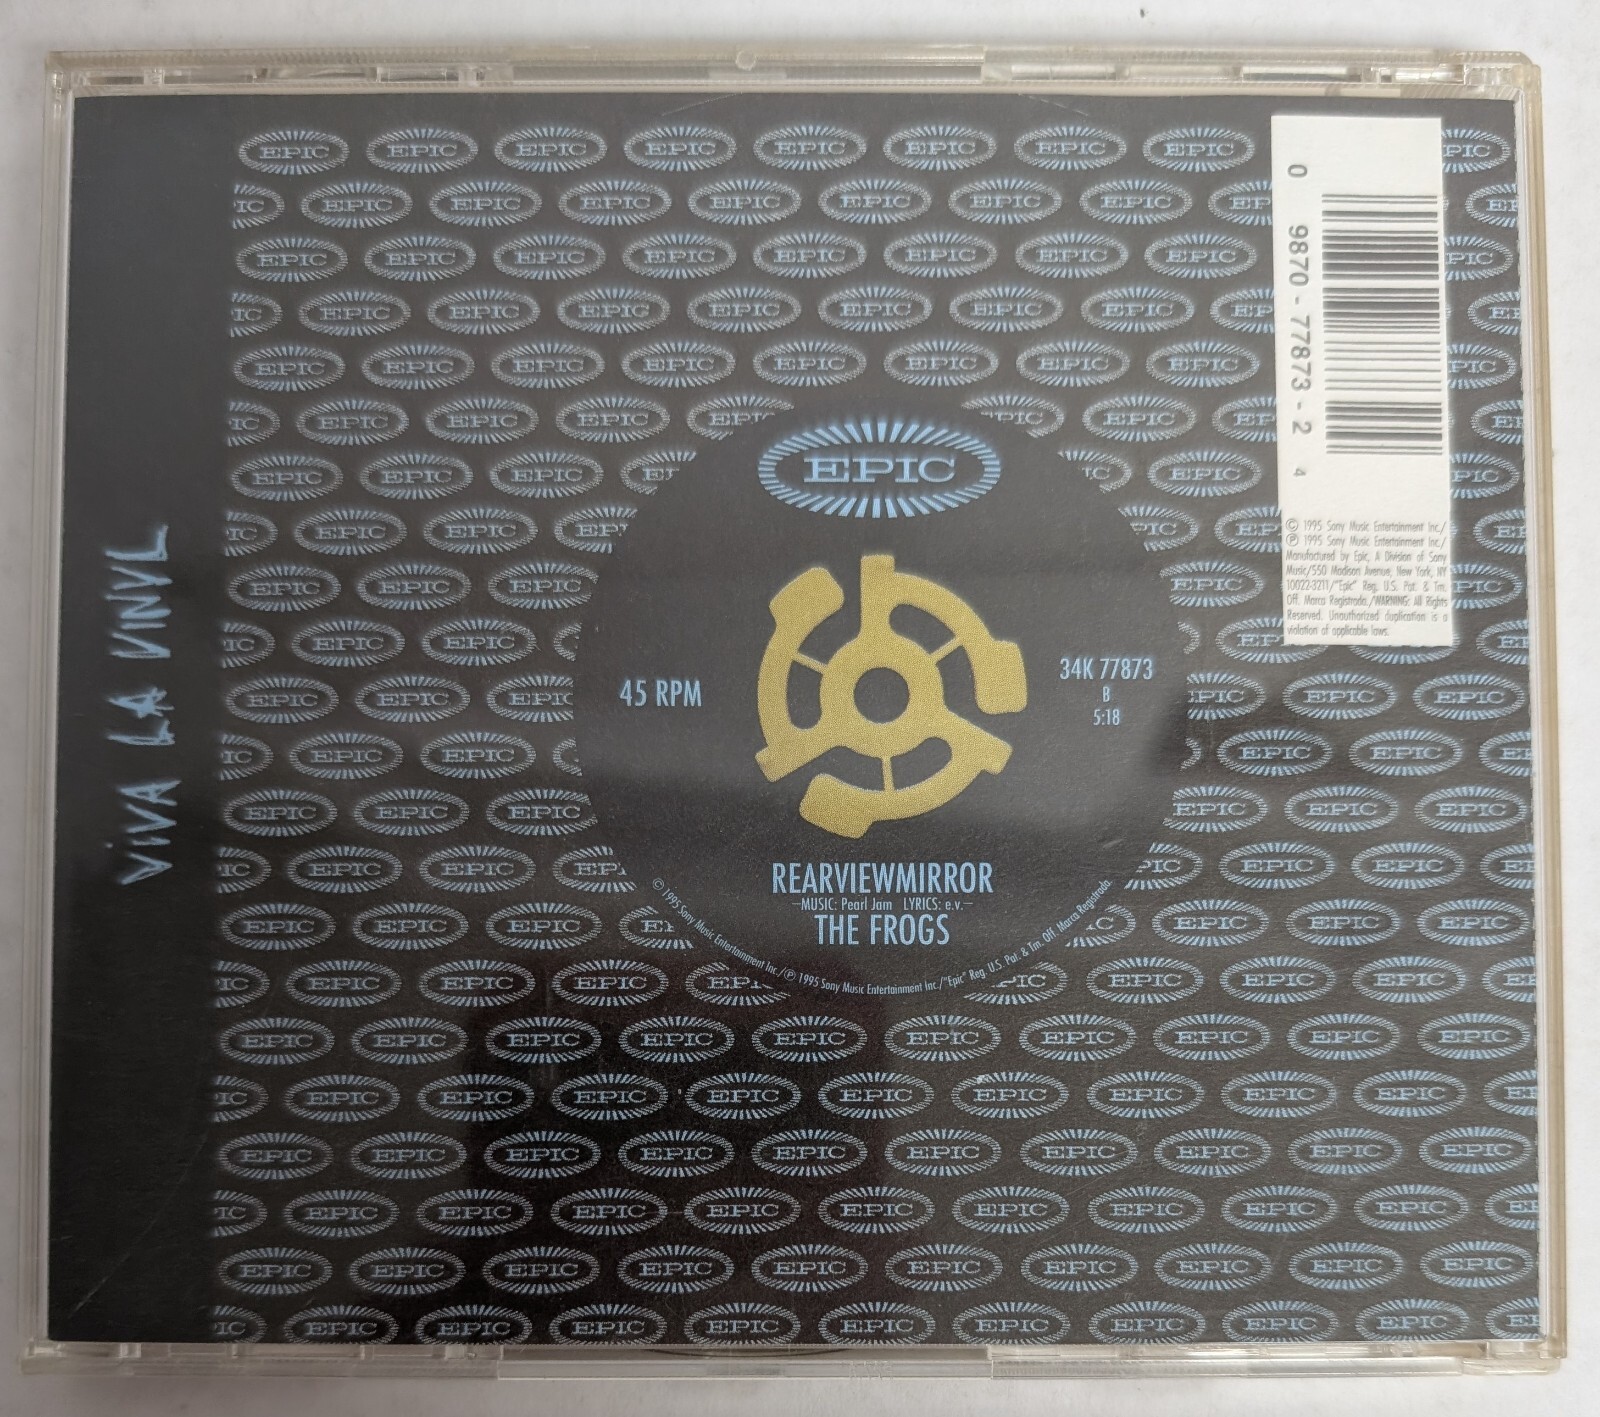 ViVA LA VINYL
EPIC
45 RPM
34K 77873
B
5:18
REARVIEWMIRROR
—MUSIC: Pearl Jam LYRICS: e.v.—
THE FROGS
© 1995 Sony Music Entertainment Inc./℗ 1995 Sony Music Entertainment Inc./"Epic" Reg. U.S. Pat. & Tm. Off. Marca Registrada.
0 9870-77873-2 4
© 1995 Sony Music Entertainment Inc./
℗ 1995 Sony Music Entertainment Inc./
Manufactured by Epic, A Division of Sony
Music/550 Madison Avenue, New York, NY
10022-3211/"Epic" Reg. U.S. Pat. & Tm.
Off. Marca Registrada./WARNING: All Rights
Reserved. Unauthorized duplication is a
violation of applicable laws.